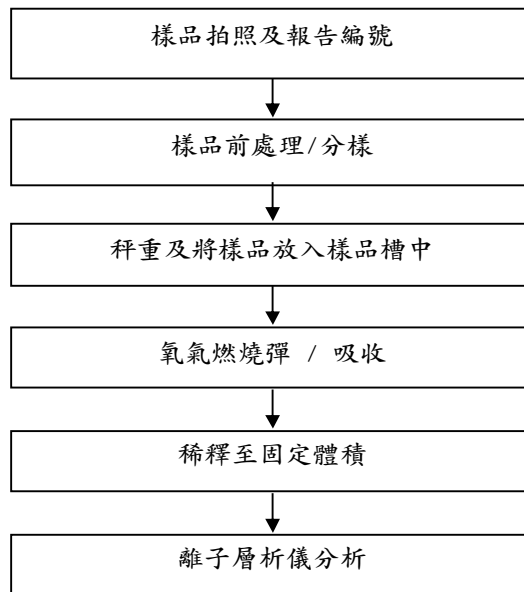 樣品拍照及報告編號
樣品前處理/分樣
秤重及將樣品放入樣品槽中
氧氣燃燒彈 / 吸收
稀釋至固定體積
離子層析儀分析